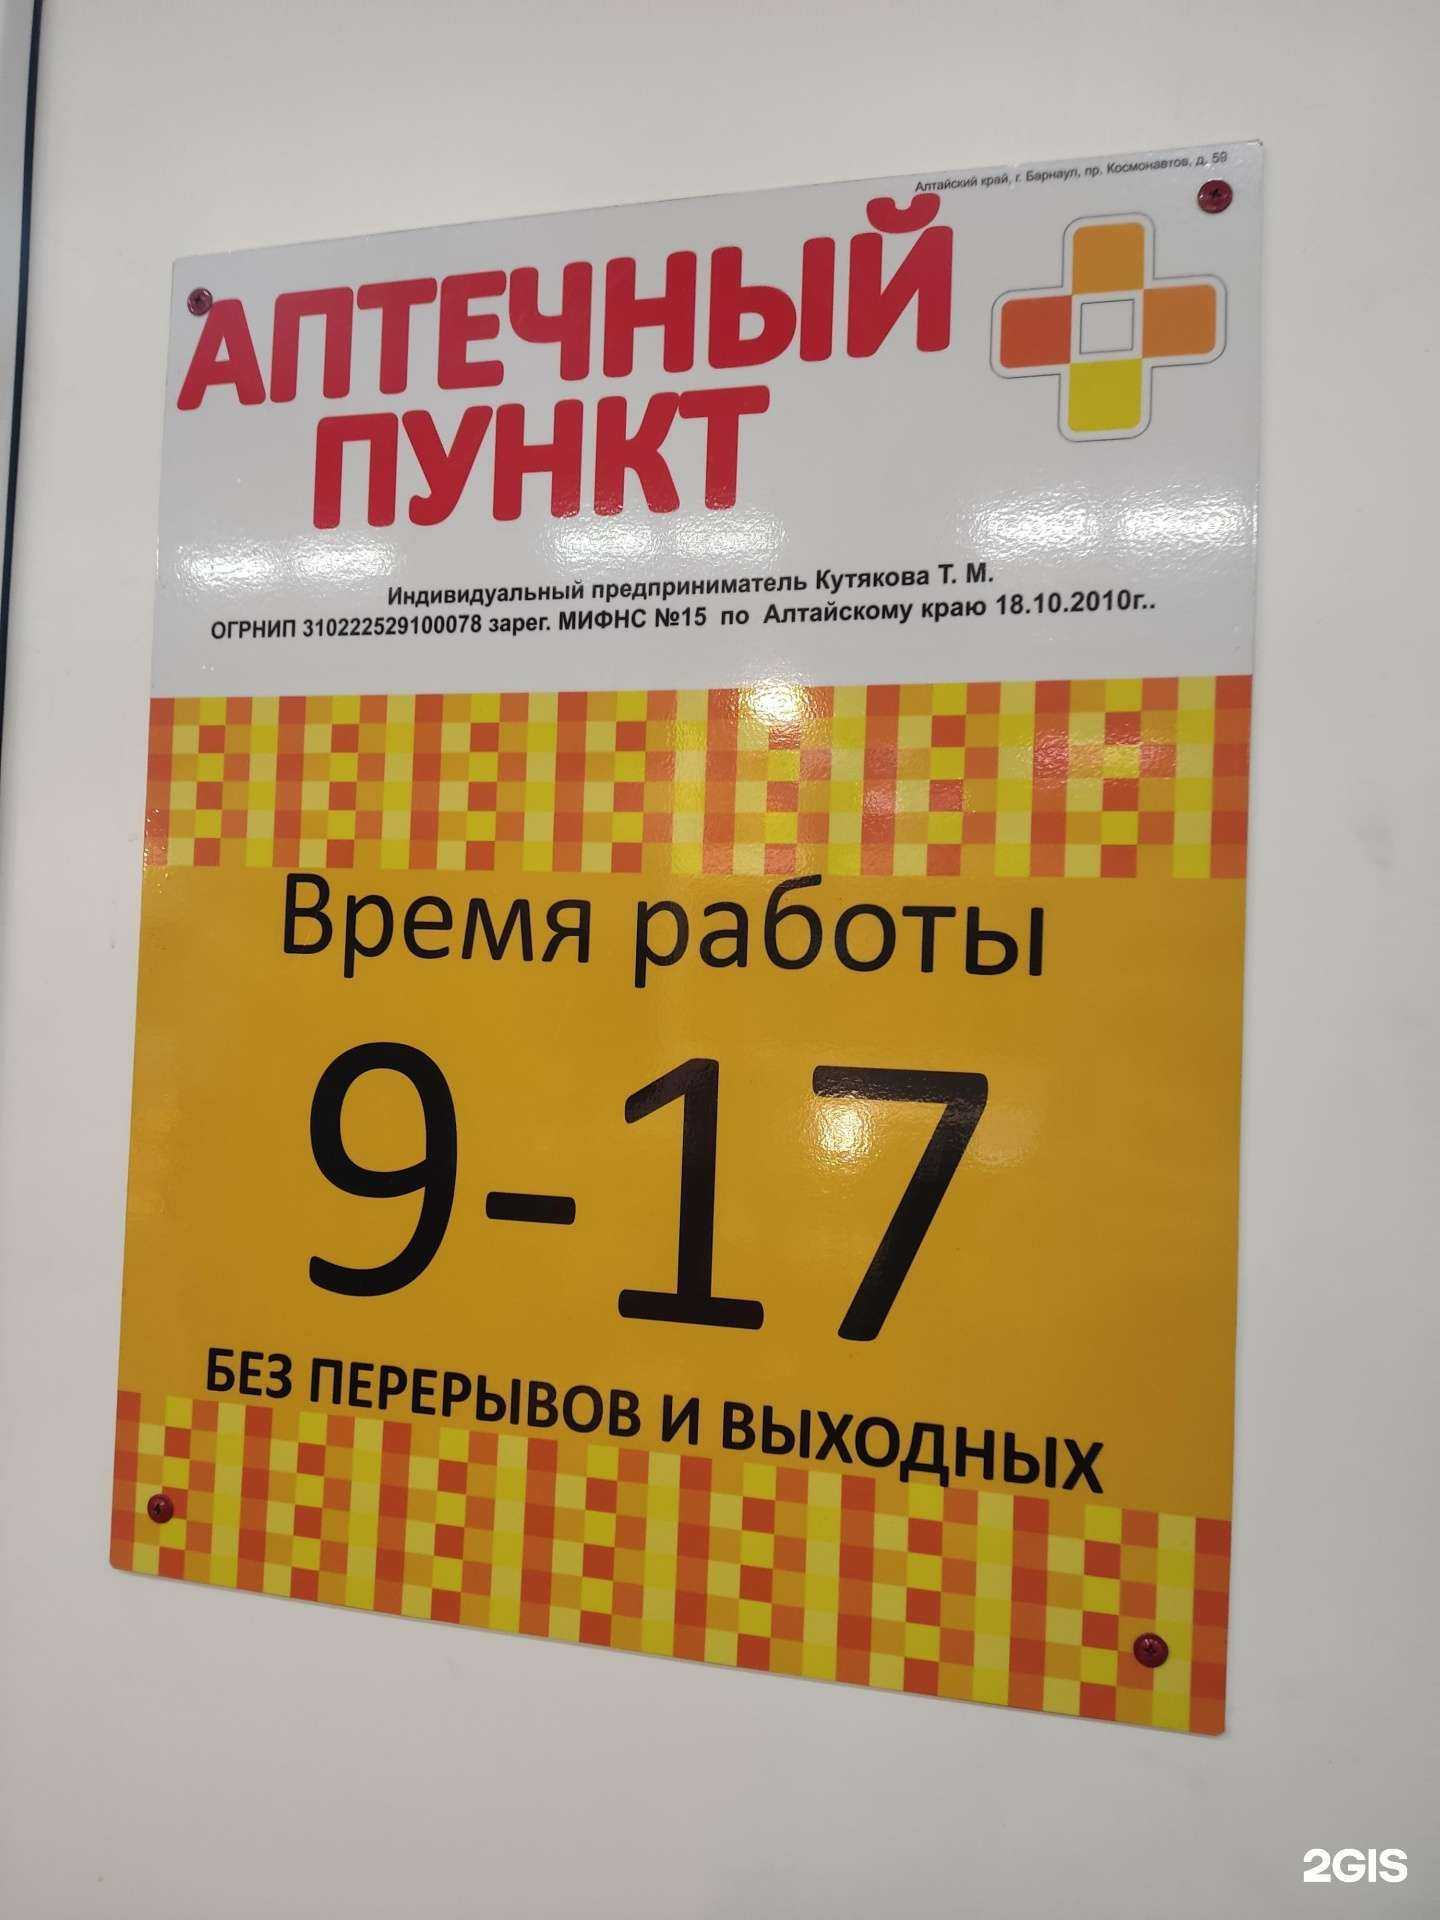 Алтайский край, г. Барнаул, пр. Космонавтов, д. 59
АПТЕЧНЫЙ
ПУНКТ
Индивидуальный предприниматель Кутякова Т. М.
ОГРНИП 310222529100078 зарег. МИФНС №15 по Алтайскому краю 18.10.2010г..
Время работы
9-17
БЕЗ ПЕРЕРЫВОВ И ВЫХОДНЫХ
2GIS